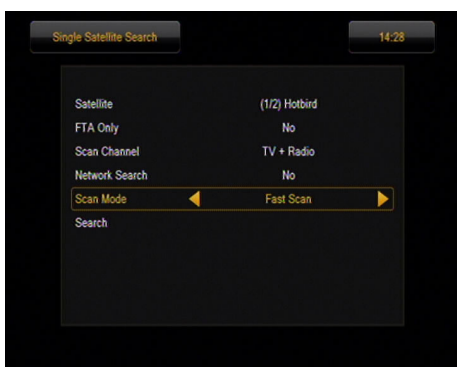 Single Satellite Search 14:28
Satellite (1/2) Hotbird
FTA Only No
Scan Channel TV + Radio
Network Search No
Scan Mode Fast Scan
Search